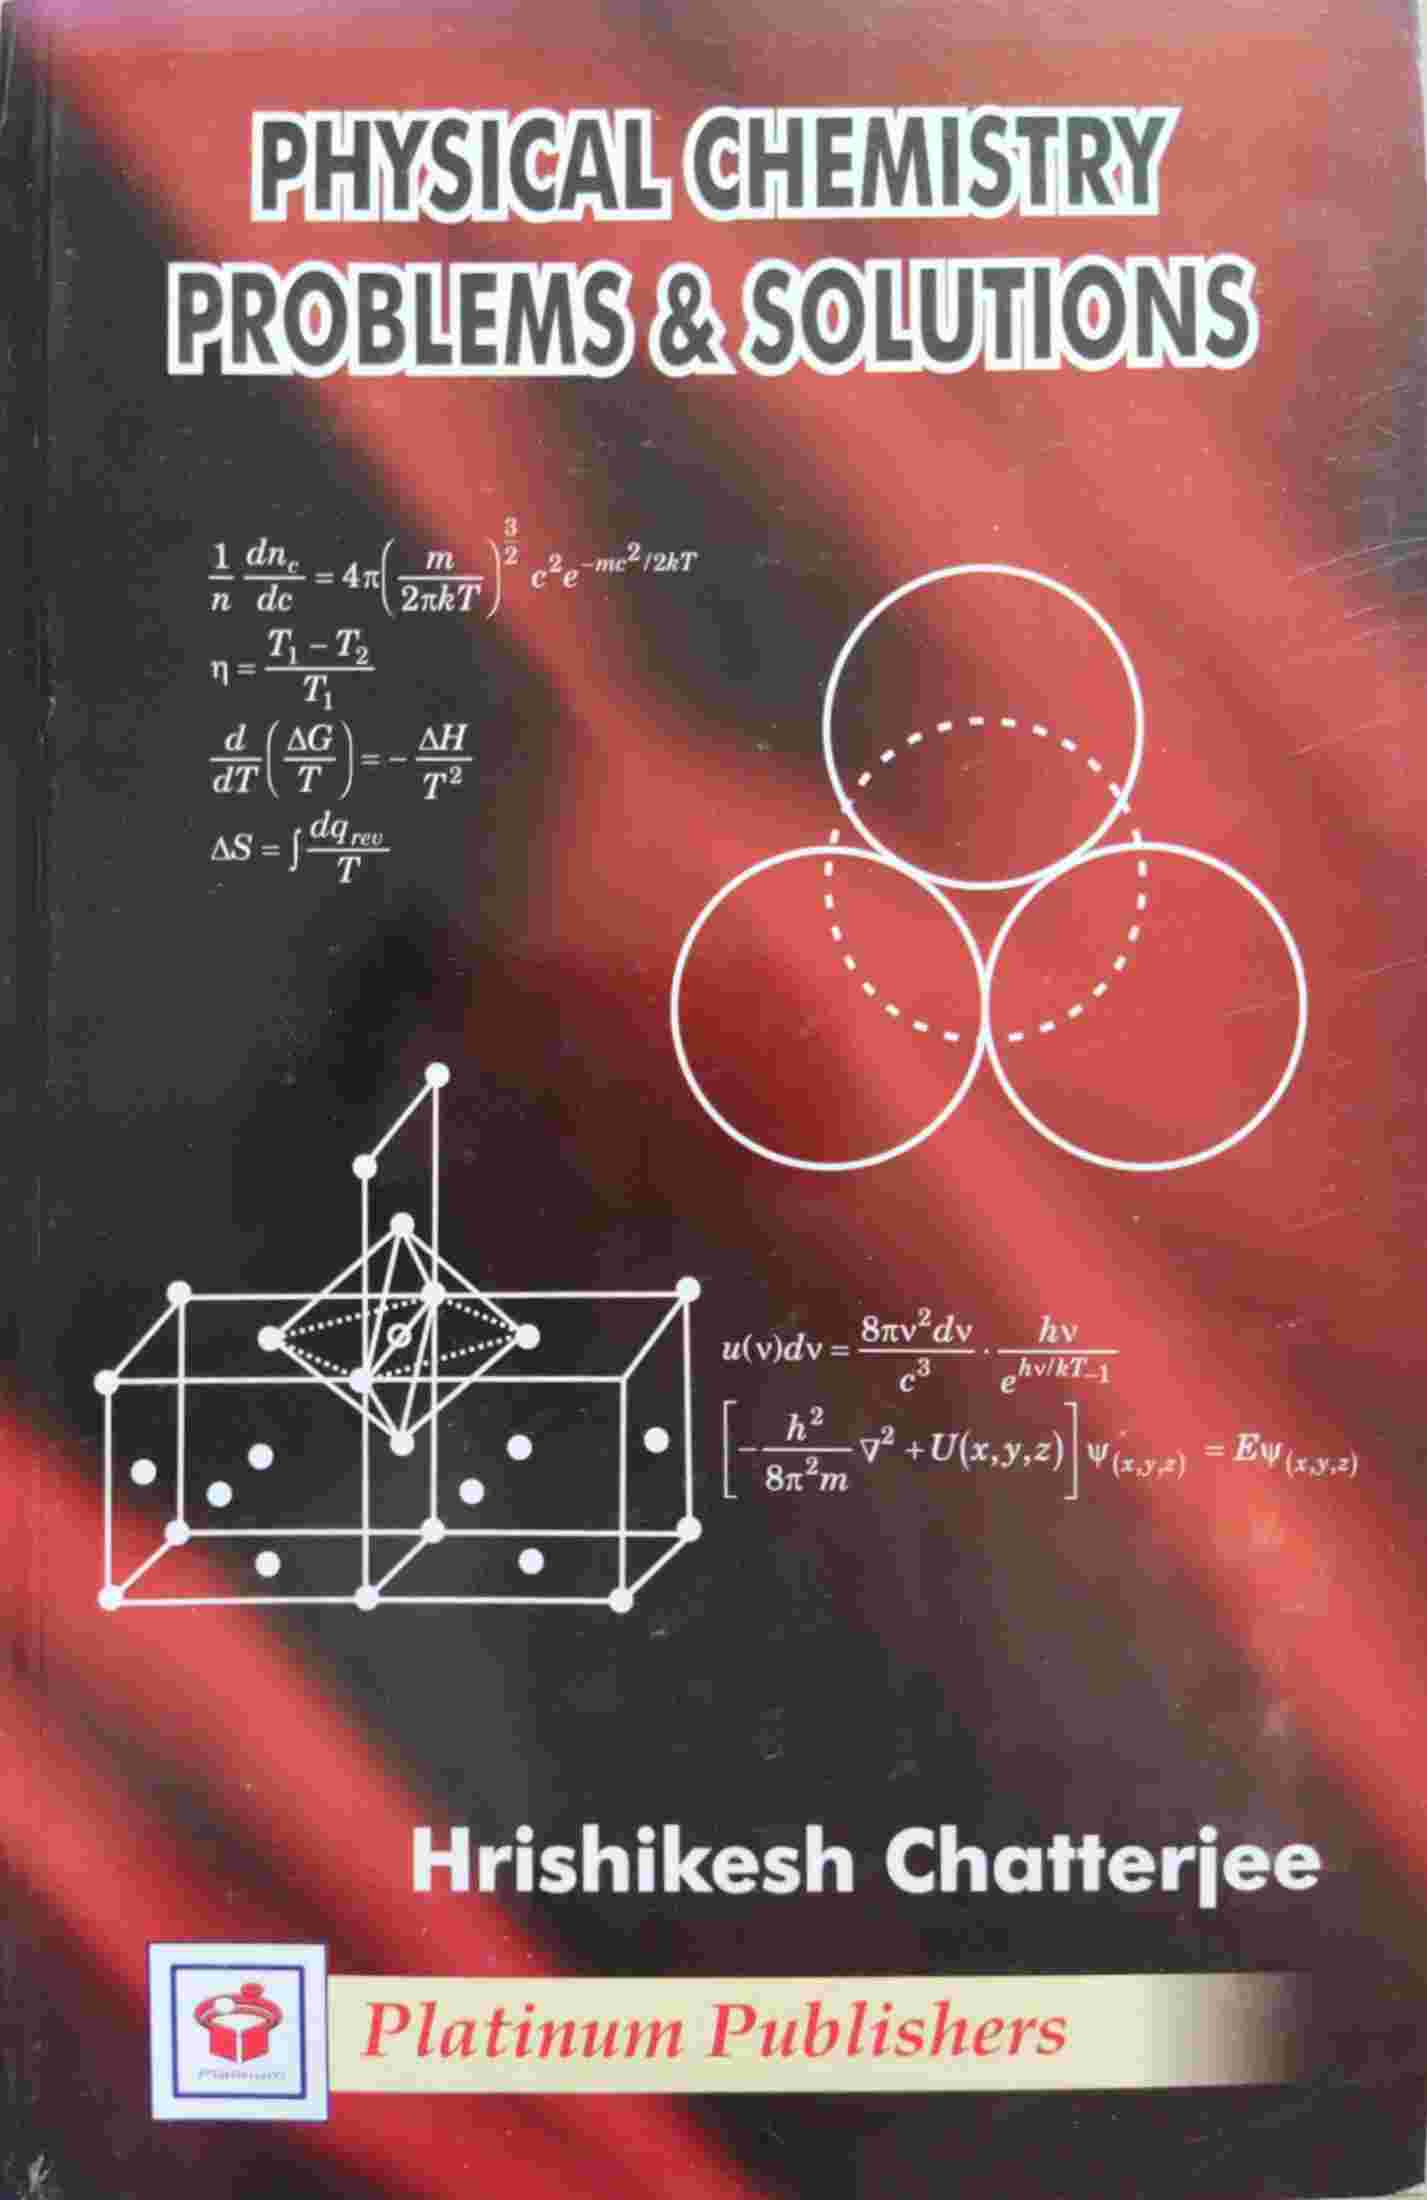 PHYSICAL CHEMISTRY
PROBLEMS & SOLUTIONS
1/n dn_c/dc = 4π(m/2πkT)^(3/2) c²e^(-mc²/2kT)
η = (T₁ – T₂)/T₁
d/dT(ΔG/T) = - ΔH/T²
ΔS = ∫ dq_rev/T
u(ν)dν = 8πν²dν/c³ · hν/e^(hν/kT–1)
[-h²/8π²m ∇² + U(x,y,z)] ψ(x,y,z) = Eψ(x,y,z)
Hrishikesh Chatterjee
Platinum Publishers
Platinum